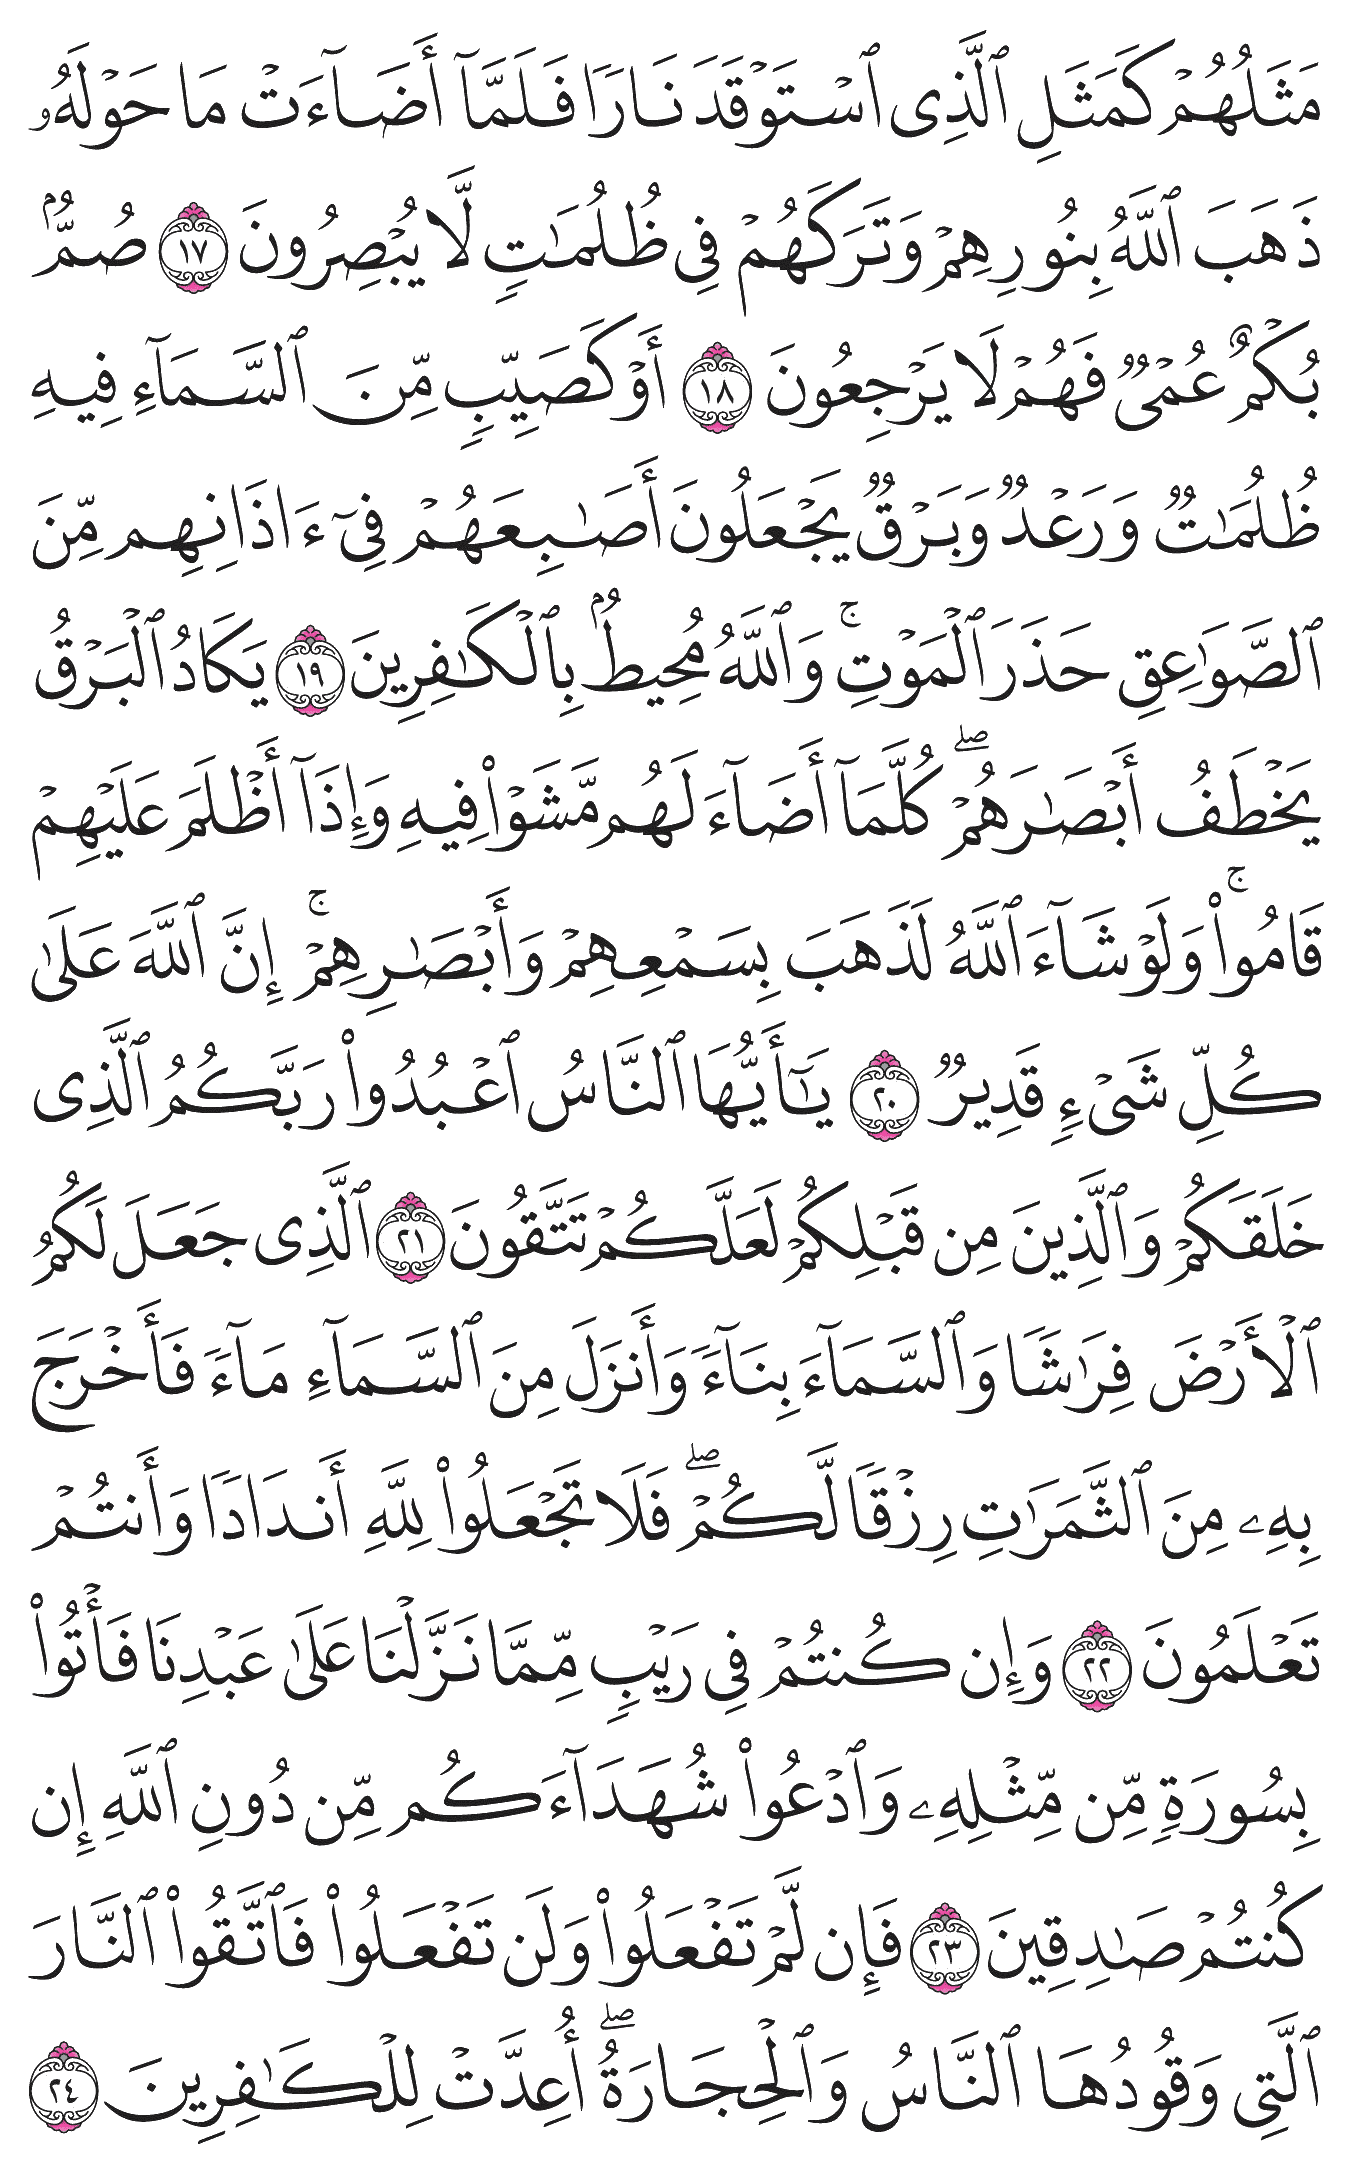 مَثَلُهُمۡ كَمَثَلِ ٱلَّذِي ٱسۡتَوۡقَدَ نَارٗا فَلَمَّآ أَضَآءَتۡ مَا حَوۡلَهُۥ
ذَهَبَ ٱللَّهُ بِنُورِهِمۡ وَتَرَكَهُمۡ فِي ظُلُمَٰتٖ لَّا يُبۡصِرُونَ ١٧ صُمُّۢ
بُكۡمٌ عُمۡيٞ فَهُمۡ لَا يَرۡجِعُونَ ١٨ أَوۡ كَصَيِّبٖ مِّنَ ٱلسَّمَآءِ فِيهِ
ظُلُمَٰتٞ وَرَعۡدٞ وَبَرۡقٞ يَجۡعَلُونَ أَصَٰبِعَهُمۡ فِيٓ ءَاذَانِهِم مِّنَ
ٱلصَّوَٰعِقِ حَذَرَ ٱلۡمَوۡتِۚ وَٱللَّهُ مُحِيطُۢ بِٱلۡكَٰفِرِينَ ١٩ يَكَادُ ٱلۡبَرۡقُ
يَخۡطَفُ أَبۡصَٰرَهُمۡۖ كُلَّمَآ أَضَآءَ لَهُم مَّشَوۡاْ فِيهِ وَإِذَآ أَظۡلَمَ عَلَيۡهِمۡ
قَامُواْۚ وَلَوۡ شَآءَ ٱللَّهُ لَذَهَبَ بِسَمۡعِهِمۡ وَأَبۡصَٰرِهِمۡۚ إِنَّ ٱللَّهَ عَلَىٰ
كُلِّ شَيۡءٖ قَدِيرٞ ٢٠ يَٰٓأَيُّهَا ٱلنَّاسُ ٱعۡبُدُواْ رَبَّكُمُ ٱلَّذِي
خَلَقَكُمۡ وَٱلَّذِينَ مِن قَبۡلِكُمۡ لَعَلَّكُمۡ تَتَّقُونَ ٢١ ٱلَّذِي جَعَلَ لَكُمُ
ٱلۡأَرۡضَ فِرَٰشٗا وَٱلسَّمَآءَ بِنَآءٗ وَأَنزَلَ مِنَ ٱلسَّمَآءِ مَآءٗ فَأَخۡرَجَ
بِهِۦ مِنَ ٱلثَّمَرَٰتِ رِزۡقٗا لَّكُمۡۖ فَلَا تَجۡعَلُواْ لِلَّهِ أَندَادٗا وَأَنتُمۡ
تَعۡلَمُونَ ٢٢ وَإِن كُنتُمۡ فِي رَيۡبٖ مِّمَّا نَزَّلۡنَا عَلَىٰ عَبۡدِنَا فَأۡتُواْ
بِسُورَةٖ مِّن مِّثۡلِهِۦ وَٱدۡعُواْ شُهَدَآءَكُم مِّن دُونِ ٱللَّهِ إِن
كُنتُمۡ صَٰدِقِينَ ٢٣ فَإِن لَّمۡ تَفۡعَلُواْ وَلَن تَفۡعَلُواْ فَٱتَّقُواْ ٱلنَّارَ
ٱلَّتِي وَقُودُهَا ٱلنَّاسُ وَٱلۡحِجَارَةُۖ أُعِدَّتۡ لِلۡكَٰفِرِينَ ٢٤